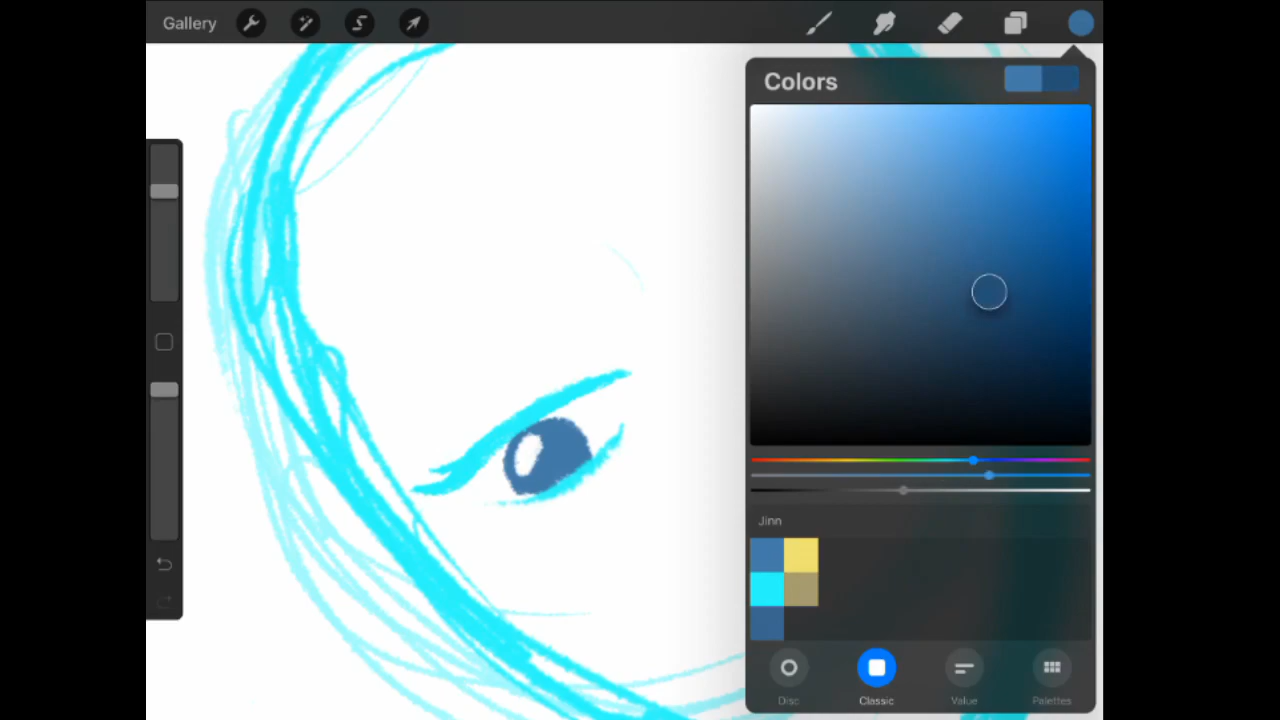 Gallery
Colors
Jinn
Disc
Classic
Value
Palettes